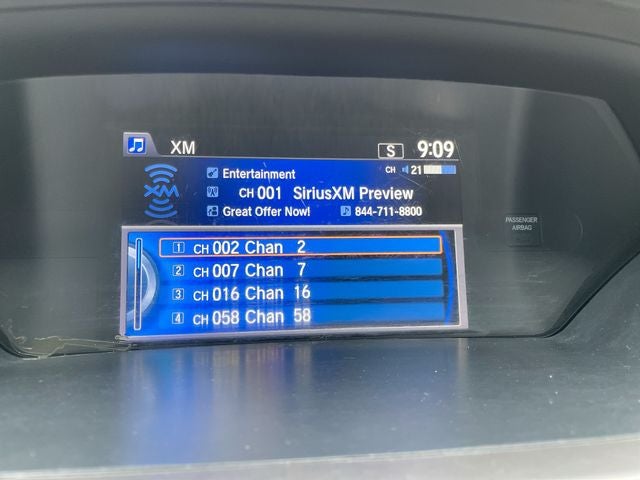 XM S 9:09
Entertainment CH 21
XM CH 001 SiriusXM Preview
Great Offer Now! 844-711-8800
1 CH 002 Chan 2
2 CH 007 Chan 7
3 CH 016 Chan 16
4 CH 058 Chan 58
PASSENGER
AIRBAG